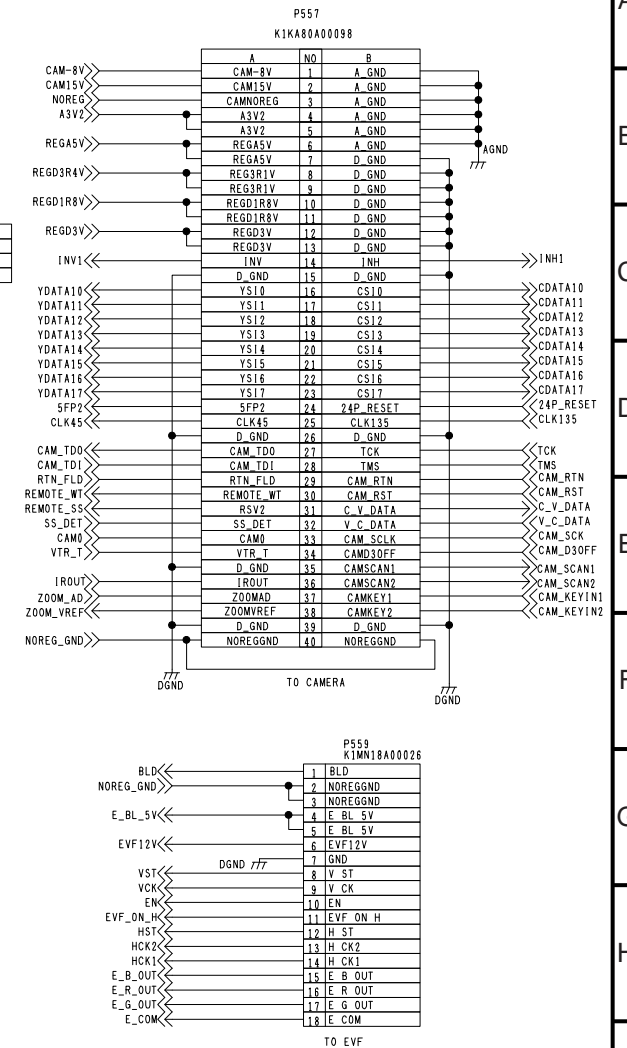 P557
K1KA80A00098
A NO B
CAM-8V CAM-8V 1 A_GND
CAM15V CAM15V 2 A_GND
NOREG CAMNOREG 3 A_GND
A3V2 A3V2 4 A_GND
A3V2 5 A_GND
REGA5V REGA5V 6 A_GND AGND
REGA5V 7 D_GND
REGD3R4V REG3R1V 8 D_GND
REG3R1V 9 D_GND
REGD1R8V REGD1R8V 10 D_GND
REGD1R8V 11 D_GND
REGD3V REGD3V 12 D_GND
REGD3V 13 D_GND
INV1 INV 14 INH INH1
D_GND 15 D_GND
YDATA10 YSI0 16 CSI0 CDATA10
YDATA11 YSI1 17 CSI1 CDATA11
YDATA12 YSI2 18 CSI2 CDATA12
YDATA13 YSI3 19 CSI3 CDATA13
YDATA14 YSI4 20 CSI4 CDATA14
YDATA15 YSI5 21 CSI5 CDATA15
YDATA16 YSI6 22 CSI6 CDATA16
YDATA17 YSI7 23 CSI7 CDATA17
5FP2 5FP2 24 24P_RESET 24P_RESET
CLK45 CLK45 25 CLK135 CLK135
D_GND 26 D_GND
CAM_TDO CAM_TDO 27 TCK TCK
CAM_TDI CAM_TDI 28 TMS TMS
RTN_FLD RTN_FLD 29 CAM_RTN CAM_RTN
REMOTE_WT REMOTE_WT 30 CAM_RST CAM_RST
REMOTE_SS RSV2 31 C_V_DATA C_V_DATA
SS_DET SS_DET 32 V_C_DATA V_C_DATA
CAM0 CAM0 33 CAM_SCLK CAM_SCK
VTR_T VTR_T 34 CAMD3OFF CAM_D3OFF
D_GND 35 CAMSCAN1 CAM_SCAN1
IROUT IROUT 36 CAMSCAN2 CAM_SCAN2
ZOOM_AD ZOOMAD 37 CAMKEY1 CAM_KEYIN1
ZOOM_VREF ZOOMVREF 38 CAMKEY2 CAM_KEYIN2
D_GND 39 D_GND
NOREG_GND NOREGGND 40 NOREGGND
DGND TO CAMERA DGND
P559
K1MN18A00026
BLD 1 BLD
NOREG_GND 2 NOREGGND
3 NOREGGND
E_BL_5V 4 E BL 5V
5 E BL 5V
EVF12V 6 EVF12V
DGND 7 GND
VST 8 V ST
VCK 9 V CK
EN 10 EN
EVF_ON_H 11 EVF ON H
HST 12 H ST
HCK2 13 H CK2
HCK1 14 H CK1
E_B_OUT 15 E B OUT
E_R_OUT 16 E R OUT
E_G_OUT 17 E G OUT
E_COM 18 E COM
TO EVF
E
D
E
F
H